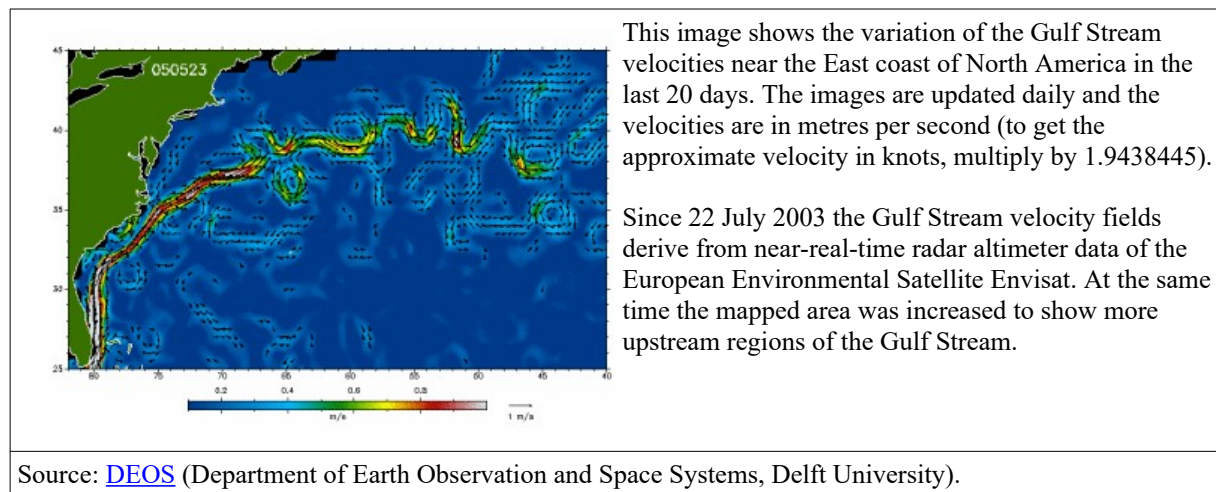 This image shows the variation of the Gulf Stream
velocities near the East coast of North America in the
last 20 days. The images are updated daily and the
velocities are in metres per second (to get the
approximate velocity in knots, multiply by 1.9438445).
Since 22 July 2003 the Gulf Stream velocity fields
derive from near-real-time radar altimeter data of the
European Environmental Satellite Envisat. At the same
time the mapped area was increased to show more
upstream regions of the Gulf Stream.
050523
45
40
35
30
25
80 75 70 65 60 55 50 45 40
0.2 0.4 0.6 0.8
m/s
1 m/s
Source: DEOS (Department of Earth Observation and Space Systems, Delft University).